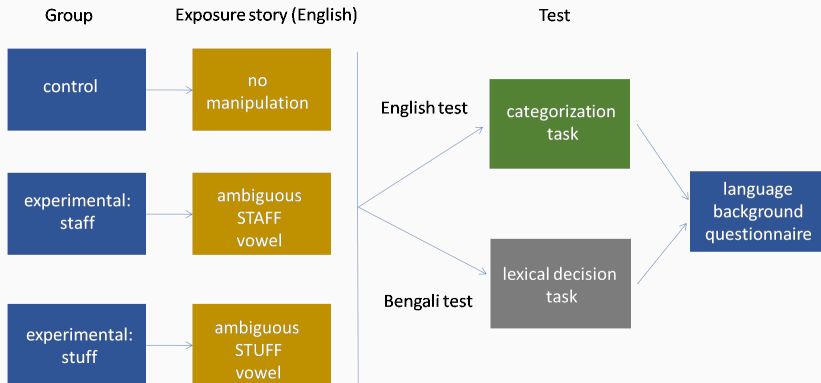 Group
Exposure story (English)
Test
control
no
manipulation
English test
categorization
task
experimental:
staff
ambiguous
STAFF
vowel
language
background
questionnaire
Bengali test
lexical decision
task
experimental:
stuff
ambiguous
STUFF
vowel